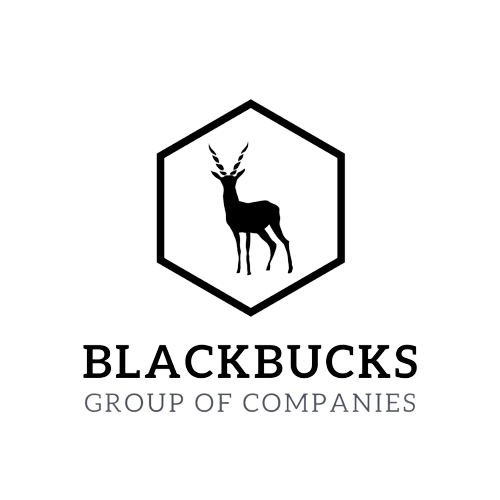 BLACKBUCKS
GROUP OF COMPANIES